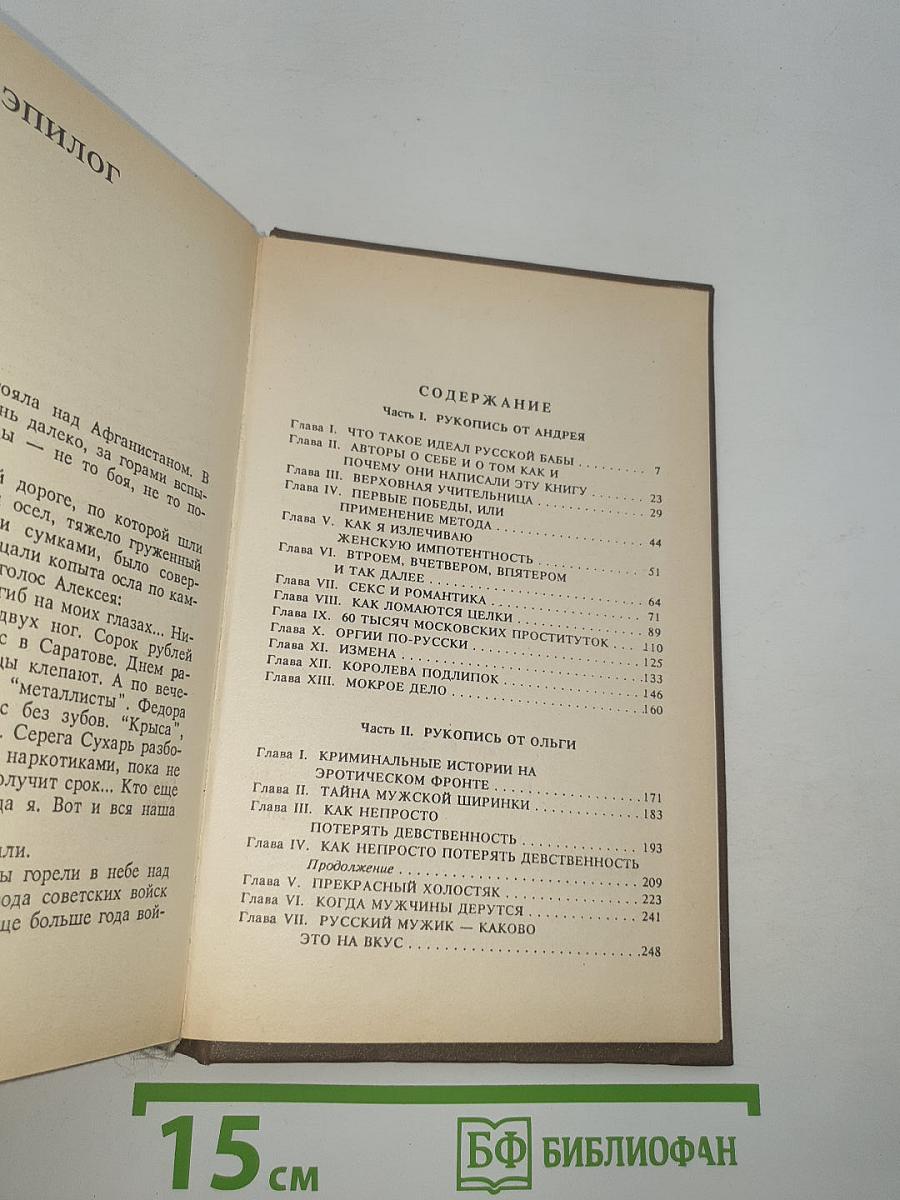 ЭПИЛОГ
над Афганистаном. В
далеко, за горами вспы-
— не то боя, не то по-
дороге, по которой шли
осел, тяжело груженный
сумками, было совер-
копыта осла по кам-
голос Алексея:
на моих глазах... Ни-
двух ног. Сорок рублей
с в Саратове. Днем ра-
клепают. А по вече-
"металлисты". Федора
с без зубов. "Крыса",
Серега Сухарь разбо-
наркотиками, пока не
получит срок... Кто еще
да я. Вот и вся наша
горели в небе над
советских войск
еще больше года вой-
СОДЕРЖАНИЕ
Часть I. РУКОПИСЬ ОТ АНДРЕЯ
Глава I. ЧТО ТАКОЕ ИДЕАЛ РУССКОЙ БАБЫ ......... 7
Глава II. АВТОРЫ О СЕБЕ И О ТОМ КАК И
ПОЧЕМУ ОНИ НАПИСАЛИ ЭТУ КНИГУ ....... 23
Глава III. ВЕРХОВНАЯ УЧИТЕЛЬНИЦА .............. 29
Глава IV. ПЕРВЫЕ ПОБЕДЫ, ИЛИ
ПРИМЕНЕНИЕ МЕТОДА ................... 44
Глава V. КАК Я ИЗЛЕЧИВАЮ
ЖЕНСКУЮ ИМПОТЕНТНОСТЬ ............... 51
Глава VI. ВТРОЕМ, ВЧЕТВЕРОМ, ВПЯТЕРОМ
И ТАК ДАЛЕЕ ......................... 64
Глава VII. СЕКС И РОМАНТИКА ................... 71
Глава VIII. КАК ЛОМАЮТСЯ ЦЕЛКИ ................ 89
Глава IX. 60 ТЫСЯЧ МОСКОВСКИХ ПРОСТИТУТОК .... 110
Глава X. ОРГИИ ПО-РУССКИ ..................... 125
Глава XI. ИЗМЕНА ............................. 133
Глава XII. КОРОЛЕВА ПОДЛИПОК ................. 146
Глава XIII. МОКРОЕ ДЕЛО ...................... 160
Часть II. РУКОПИСЬ ОТ ОЛЬГИ
Глава I. КРИМИНАЛЬНЫЕ ИСТОРИИ НА
ЭРОТИЧЕСКОМ ФРОНТЕ .................. 171
Глава II. ТАЙНА МУЖСКОЙ ШИРИНКИ .............. 183
Глава III. КАК НЕПРОСТО
ПОТЕРЯТЬ ДЕВСТВЕННОСТЬ .............. 193
Глава IV. КАК НЕПРОСТО ПОТЕРЯТЬ ДЕВСТВЕННОСТЬ
Продолжение ......................... 209
Глава V. ПРЕКРАСНЫЙ ХОЛОСТЯК ................. 223
Глава VI. КОГДА МУЖЧИНЫ ДЕРУТСЯ .............. 241
Глава VII. РУССКИЙ МУЖИК — КАКОВО
ЭТО НА ВКУС ......................... 248
15 см
БФ БИБЛИОФАН